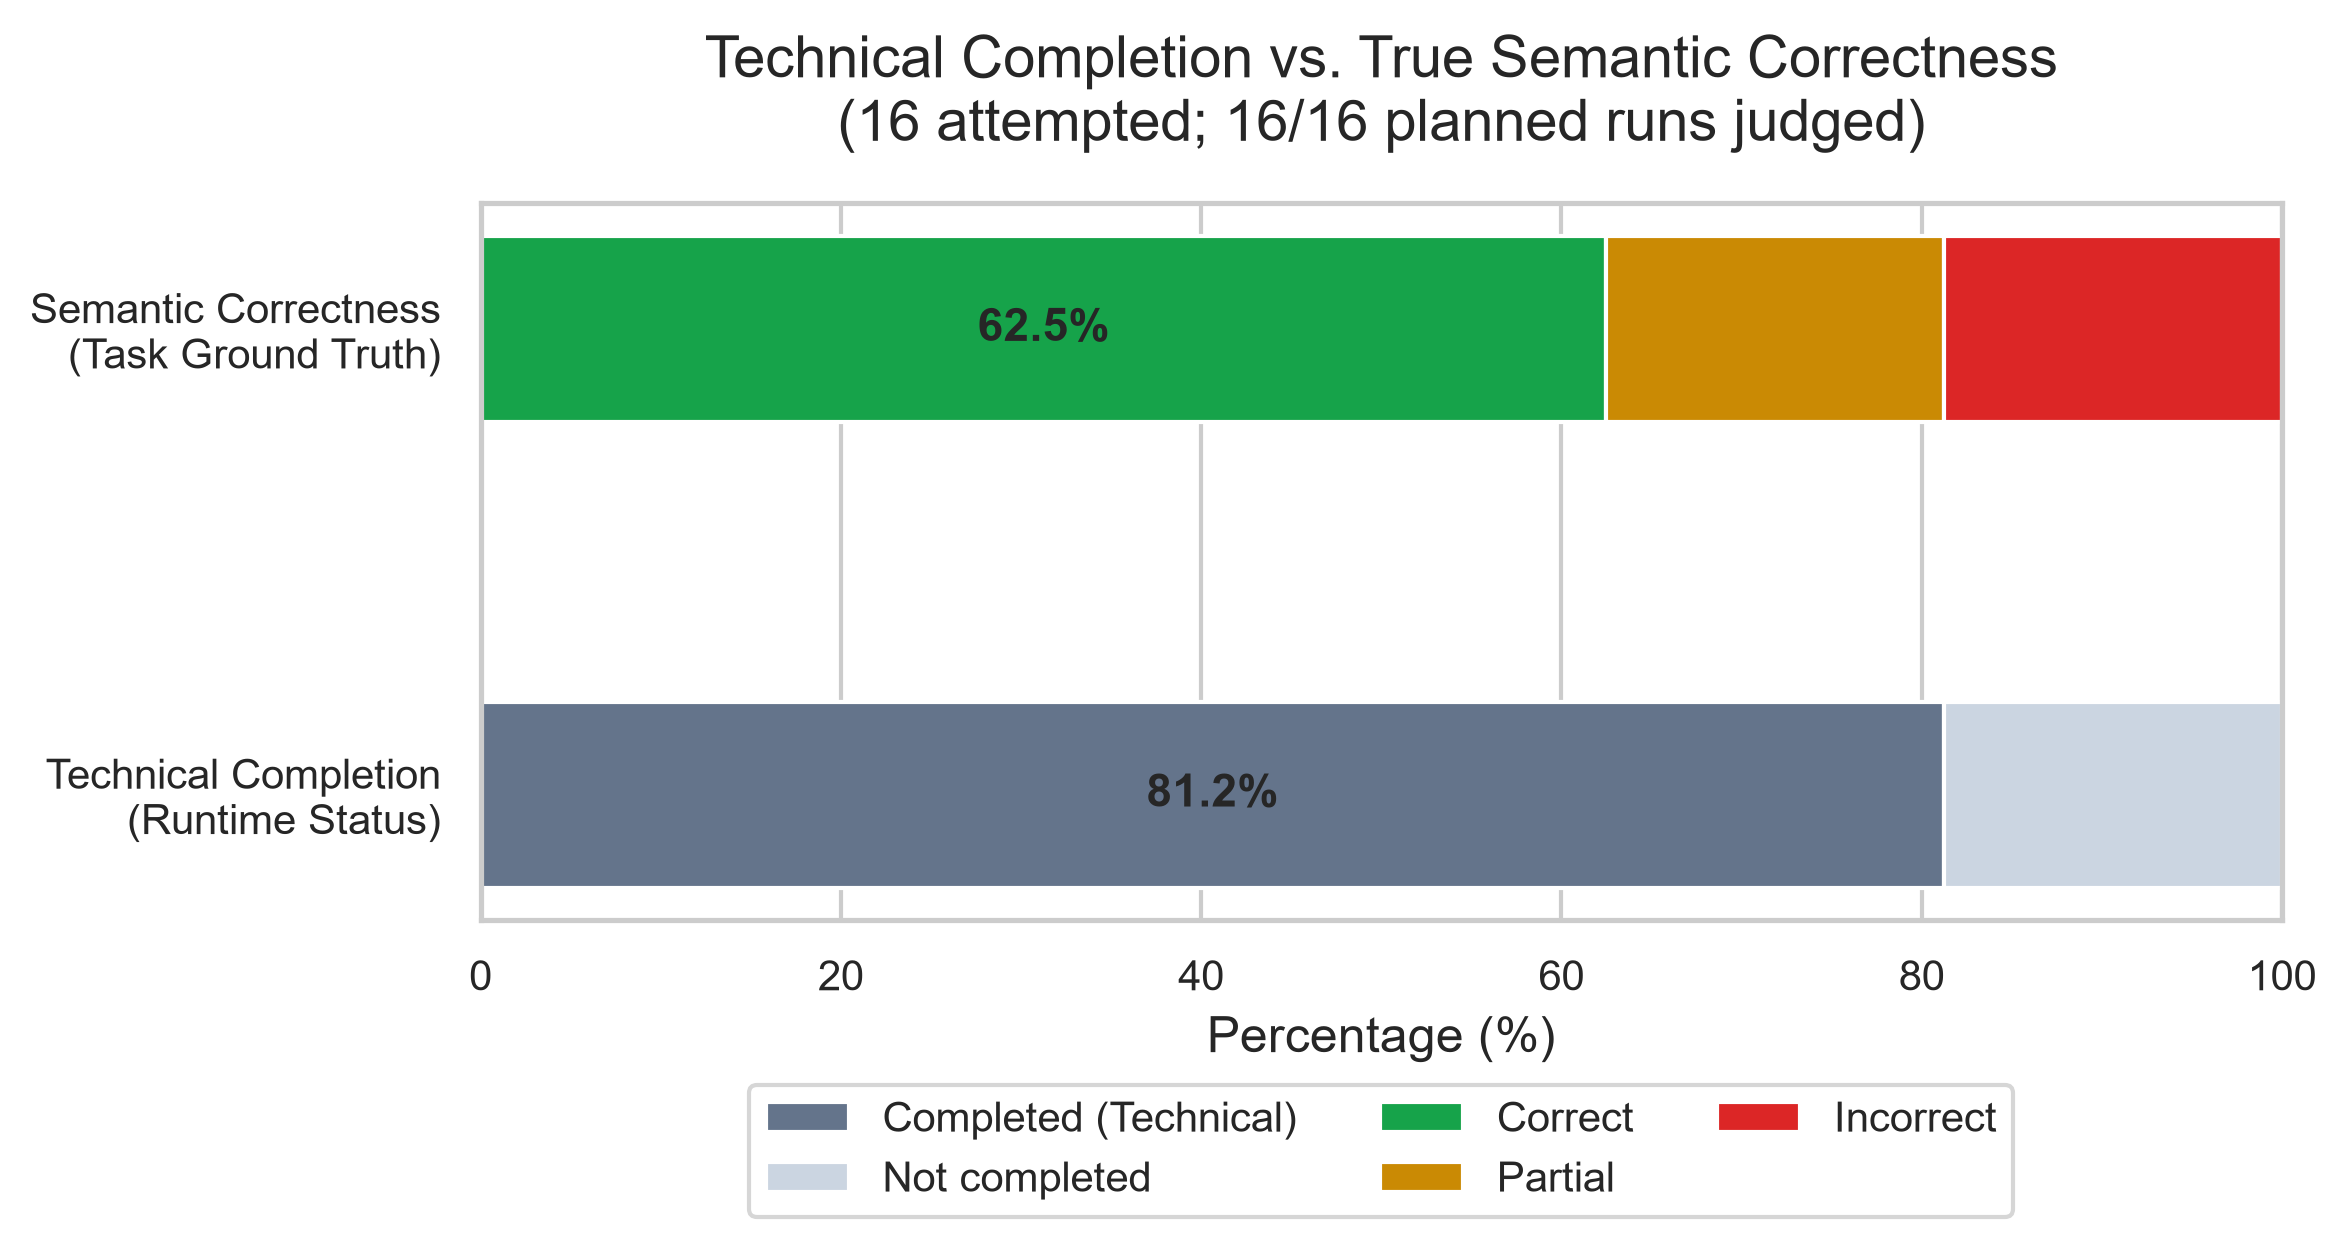 Technical Completion vs. True Semantic Correctness
(16 attempted; 16/16 planned runs judged)
Semantic Correctness
(Task Ground Truth)
62.5%
Technical Completion
(Runtime Status)
81.2%
0 20 40 60 80 100
Percentage (%)
Completed (Technical) Correct Incorrect
Not completed Partial